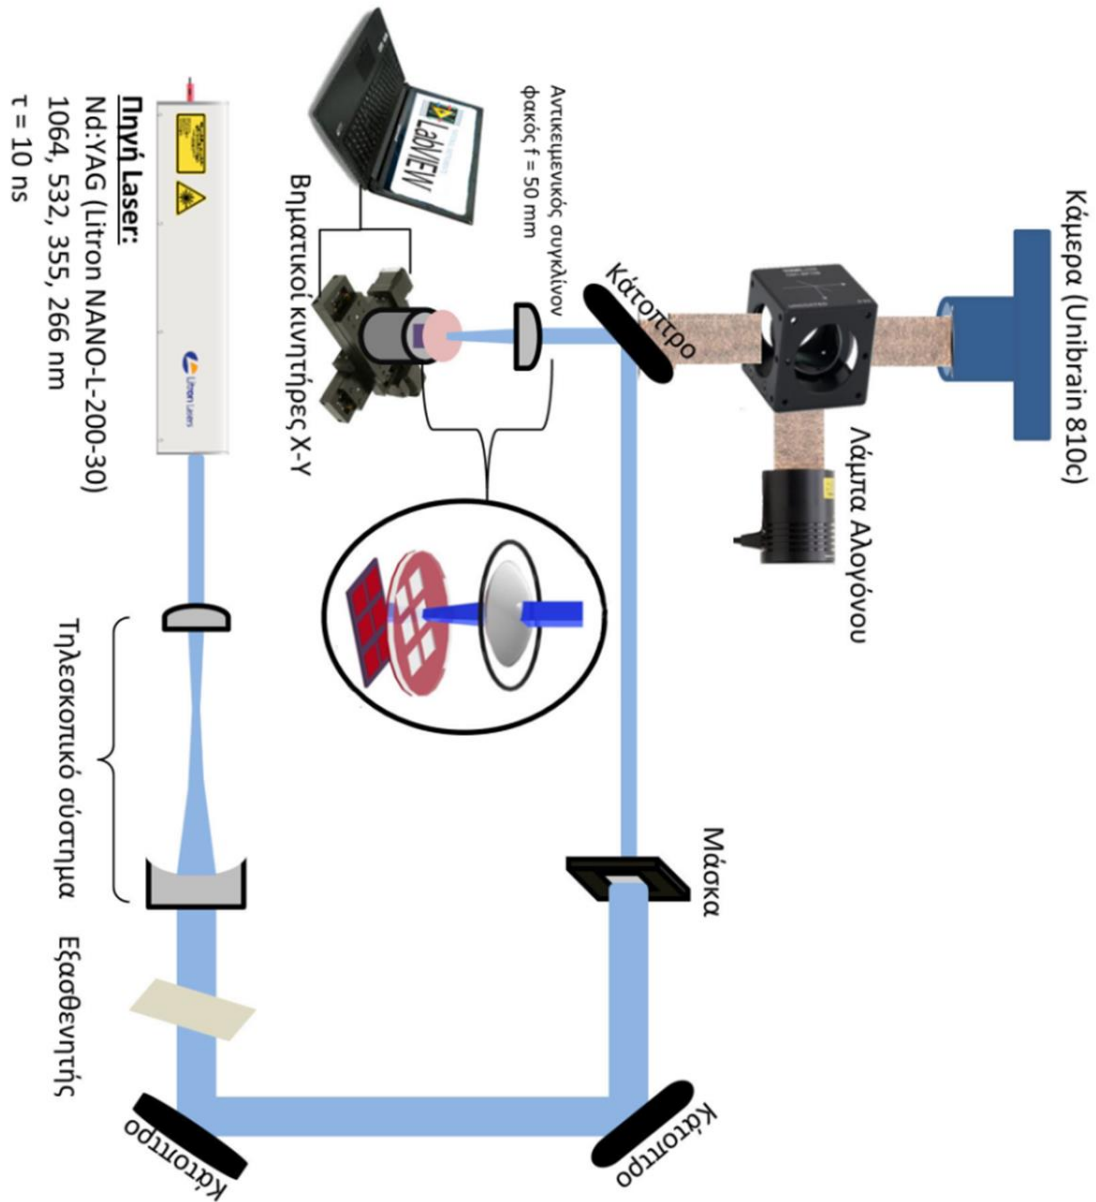 Κάμερα (Unibrain 810c)
Λάμπα Αλογόνου
Κάτοπτρο
Αντικειμενικός συγκλίνον
φακός f = 50 mm
LabVIEW
Βηματικοί κινητήρες X-Y
Μάσκα
Κάτοπτρο
Litron Lasers
Πηγή Laser:
Nd:YAG (Litron NANO-L-200-30)
1064, 532, 355, 266 nm
τ = 10 ns
Τηλεσκοπικό σύστημα
Εξασθενητής
Κάτοπτρο